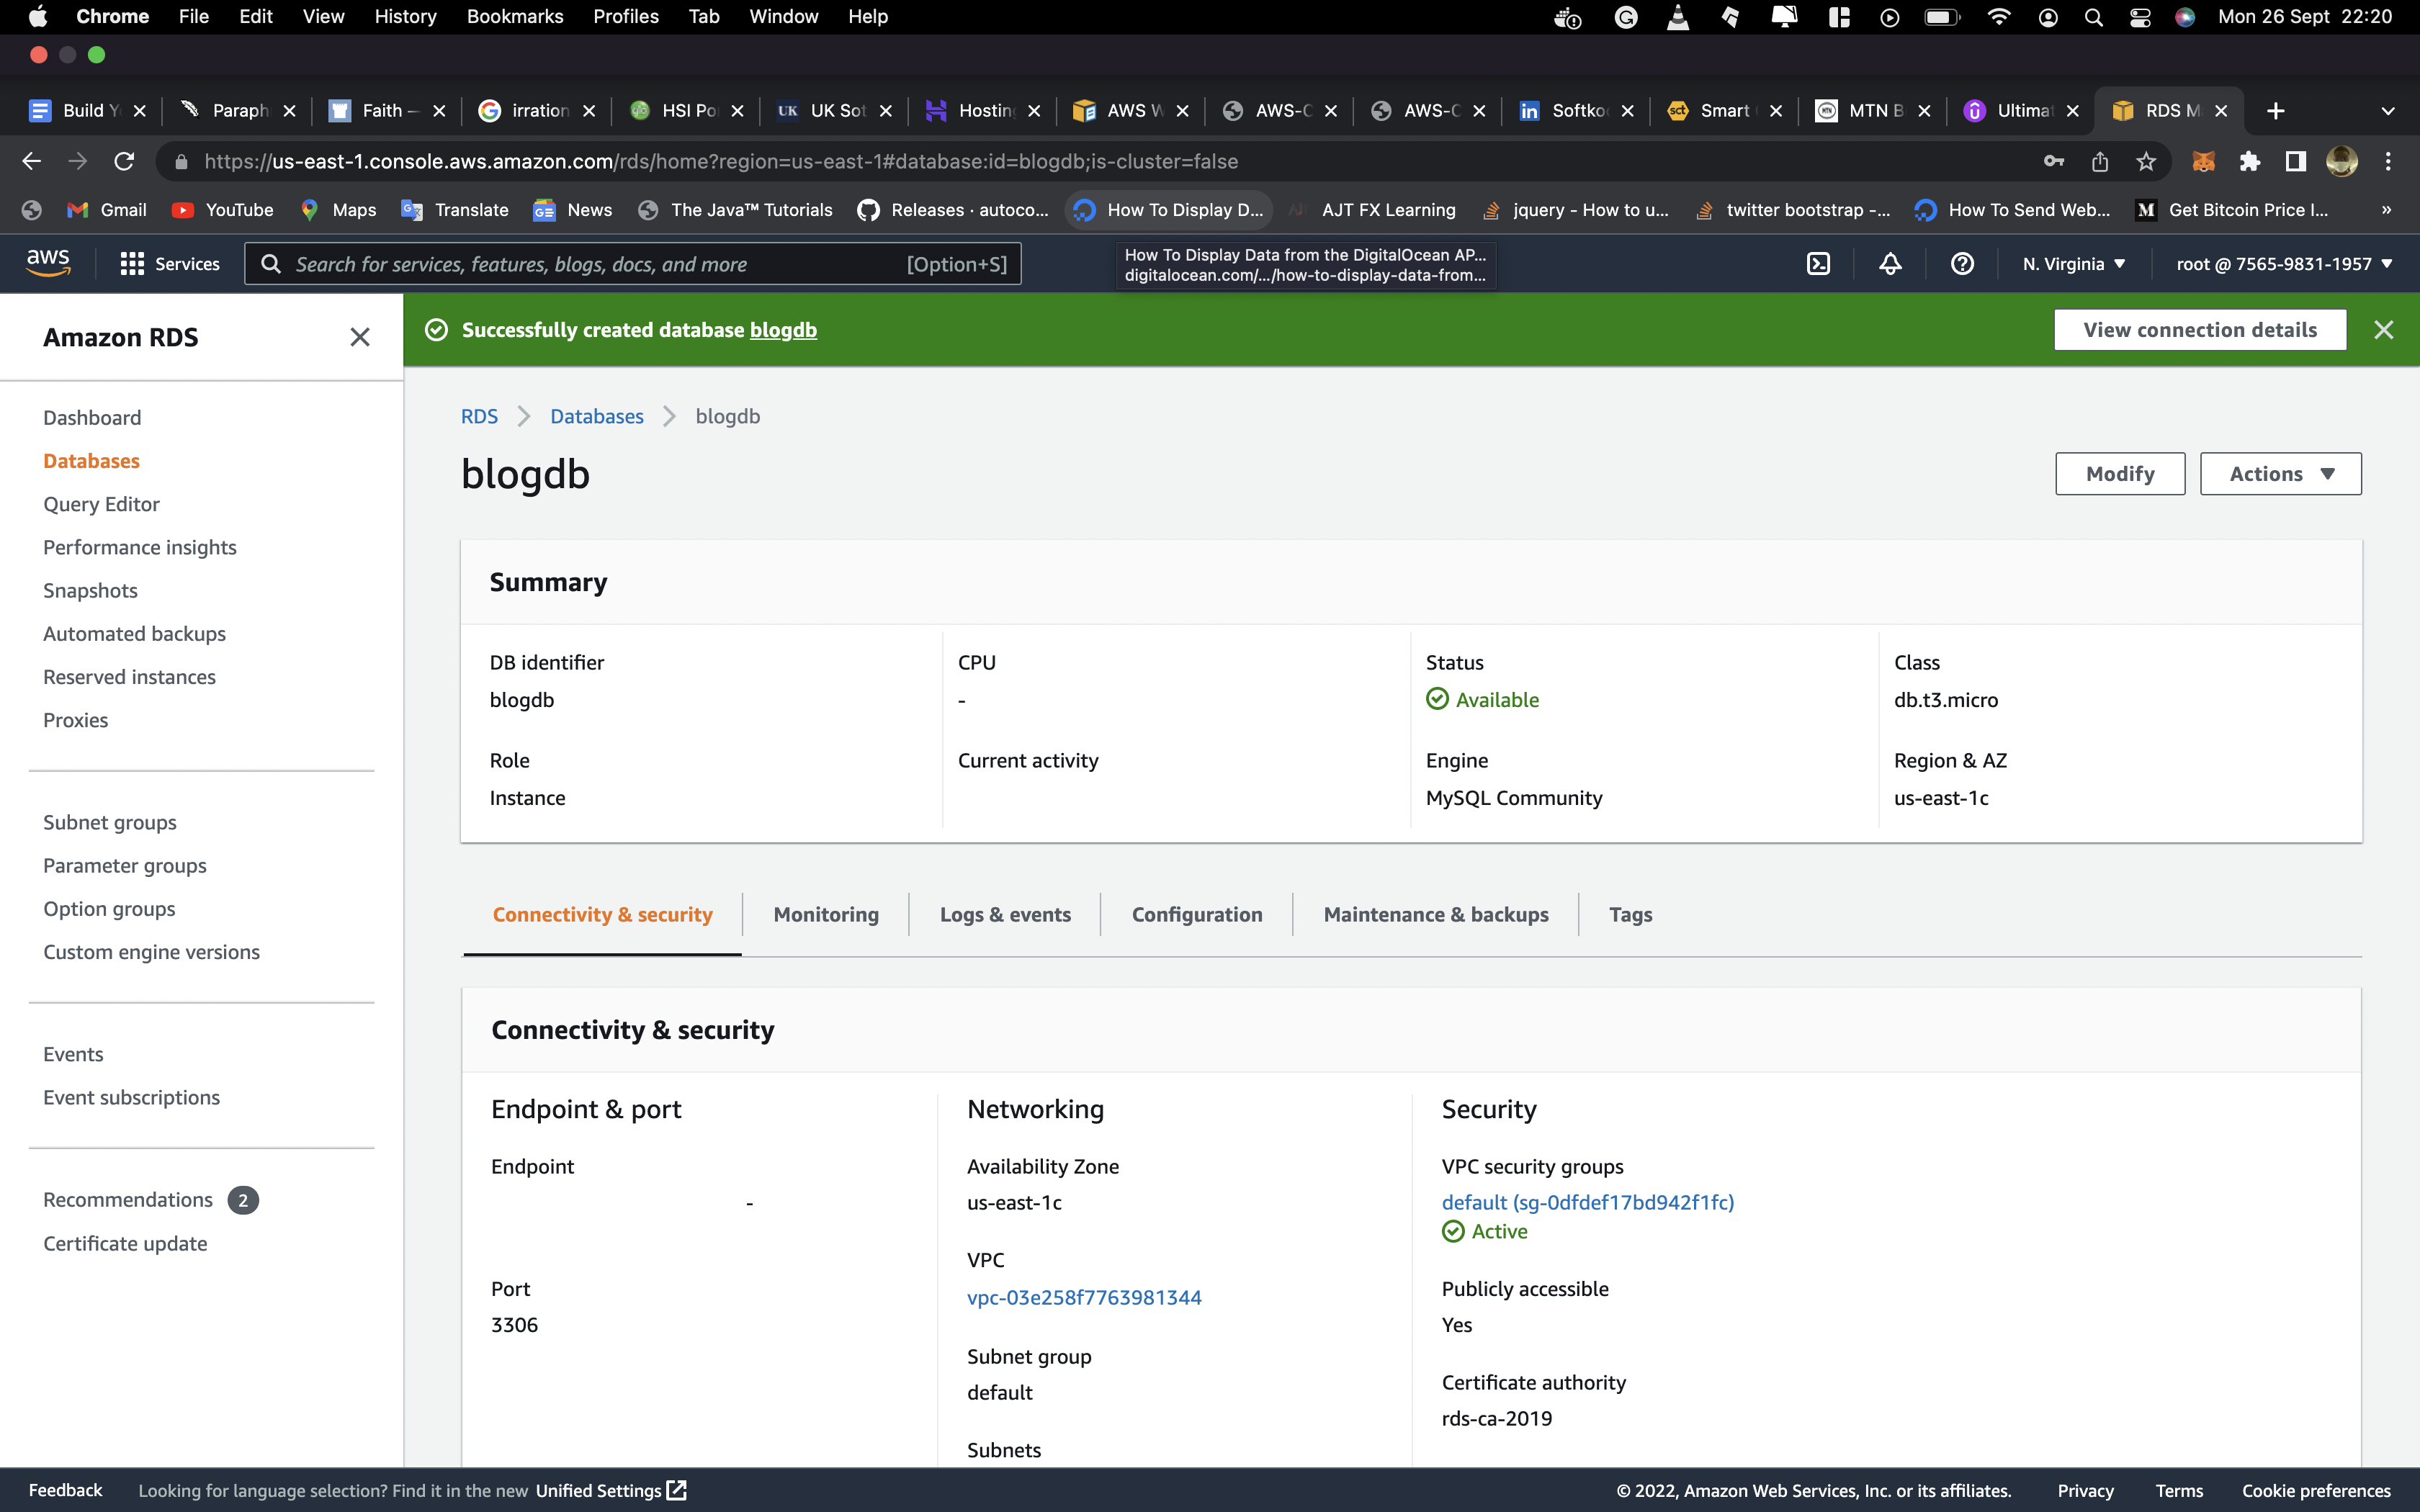 Chrome File Edit View History Bookmarks Profiles Tab Window Help Mon 26 Sept 22:20
Build Y Paraph Faith — irration HSI Po UK UK Sot Hosting AWS W AWS-C AWS-C Softko sct Smart MTN B Ultimat RDS M
https://us-east-1.console.aws.amazon.com/rds/home?region=us-east-1#database:id=blogdb;is-cluster=false
Gmail YouTube Maps Translate News The Java™ Tutorials Releases · autoco... How To Display D... AJT FX Learning jquery - How to u... twitter bootstrap -... How To Send Web... Get Bitcoin Price I... »
aws Services Search for services, features, blogs, docs, and more [Option+S] N. Virginia root @ 7565-9831-1957
How To Display Data from the DigitalOcean AP...
digitalocean.com/.../how-to-display-data-from...
Amazon RDS
Dashboard
Databases
Query Editor
Performance insights
Snapshots
Automated backups
Reserved instances
Proxies
Subnet groups
Parameter groups
Option groups
Custom engine versions
Events
Event subscriptions
Recommendations 2
Certificate update
Successfully created database blogdb View connection details
RDS Databases blogdb
blogdb Modify Actions
Summary
DB identifier
blogdb
CPU
-
Status
Available
Class
db.t3.micro
Role
Instance
Current activity
Engine
MySQL Community
Region & AZ
us-east-1c
Connectivity & security Monitoring Logs & events Configuration Maintenance & backups Tags
Connectivity & security
Endpoint & port
Endpoint
-
Port
3306
Networking
Availability Zone
us-east-1c
VPC
vpc-03e258f7763981344
Subnet group
default
Subnets
Security
VPC security groups
default (sg-0dfdef17bd942f1fc)
Active
Publicly accessible
Yes
Certificate authority
rds-ca-2019
Feedback Looking for language selection? Find it in the new Unified Settings © 2022, Amazon Web Services, Inc. or its affiliates. Privacy Terms Cookie preferences